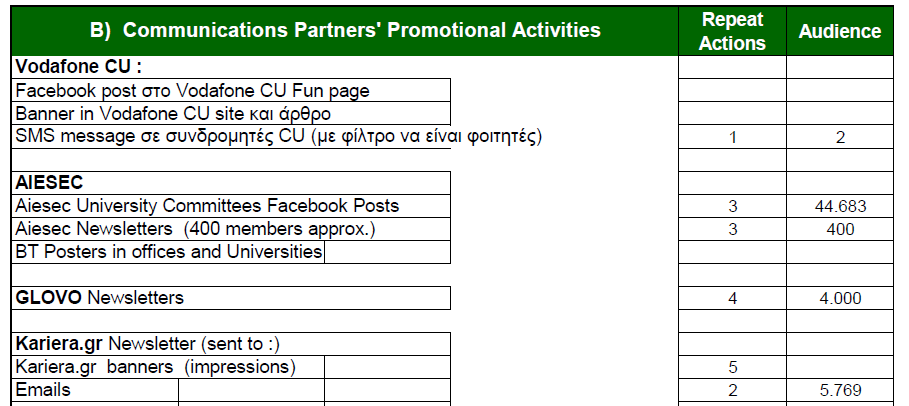 B) Communications Partners' Promotional Activities Repeat Actions Audience
Vodafone CU :
Facebook post στο Vodafone CU Fun page
Banner in Vodafone CU site και άρθρο
SMS message σε συνδρομητές CU (με φίλτρο να είναι φοιτητές) 1 2
AIESEC
Aiesec University Committees Facebook Posts 3 44.683
Aiesec Newsletters (400 members approx.) 3 400
BT Posters in offices and Universities
GLOVO Newsletters 4 4.000
Kariera.gr Newsletter (sent to :)
Kariera.gr banners (impressions) 5
Emails 2 5.769